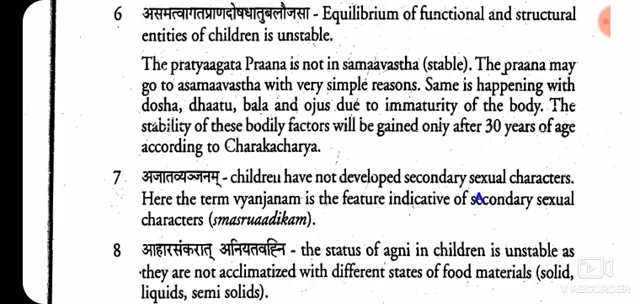 6 असमत्वागतप्राणदोषधातुबलौजसा - Equilibrium of functional and structural
entities of children is unstable.
The pratyaagata Praana is not in samaavastha (stable). The praana may
go to asamaavastha with very simple reasons. Same is happening with
dosha, dhaatu, bala and ojus due to immaturity of the body. The
stability of these bodily factors will be gained only after 30 years of age
according to Charakacharya.
7 अजातव्यञ्जनम् - children have not developed secondary sexual characters.
Here the term vyanjanam is the feature indicative of secondary sexual
characters (smasruaadikam).
8 आहारसंकरात् अनियतवह्नि - the status of agni in children is unstable as
they are not acclimatized with different states of food materials (solid,
liquids, semi solids).
V RECORDER